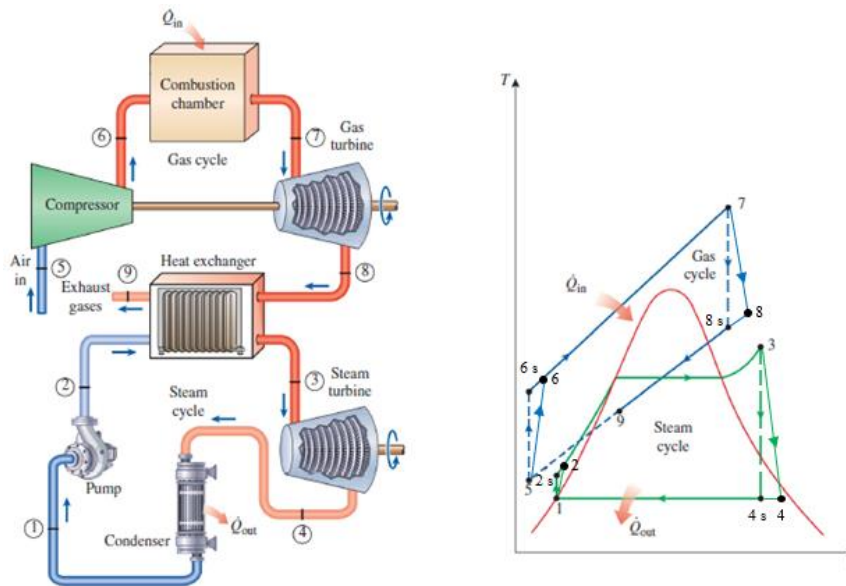 Q̇in
Combustion
chamber
6
7
Gas
turbine
Gas cycle
Compressor
Air
in
5
9
Exhaust
gases
Heat exchanger
8
2
3
Steam
cycle
Steam
turbine
Pump
1
Condenser
Q̇out
4
T
7
Gas
cycle
Q̇in
8 s
8
3
6 s
6
9
Steam
cycle
5
2 s
2
1
4 s
4
Q̇out